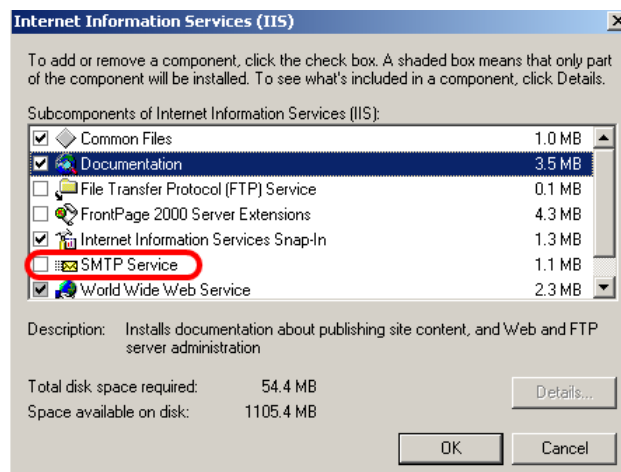 Internet Information Services (IIS)
To add or remove a component, click the check box. A shaded box means that only part
of the component will be installed. To see what's included in a component, click Details.
Subcomponents of Internet Information Services (IIS):
Common Files 1.0 MB
Documentation 3.5 MB
File Transfer Protocol (FTP) Service 0.1 MB
FrontPage 2000 Server Extensions 4.3 MB
Internet Information Services Snap-In 1.3 MB
SMTP Service 1.1 MB
World Wide Web Service 2.3 MB
Description: Installs documentation about publishing site content, and Web and FTP
server administration
Total disk space required: 54.4 MB
Space available on disk: 1105.4 MB
Details...
OK Cancel